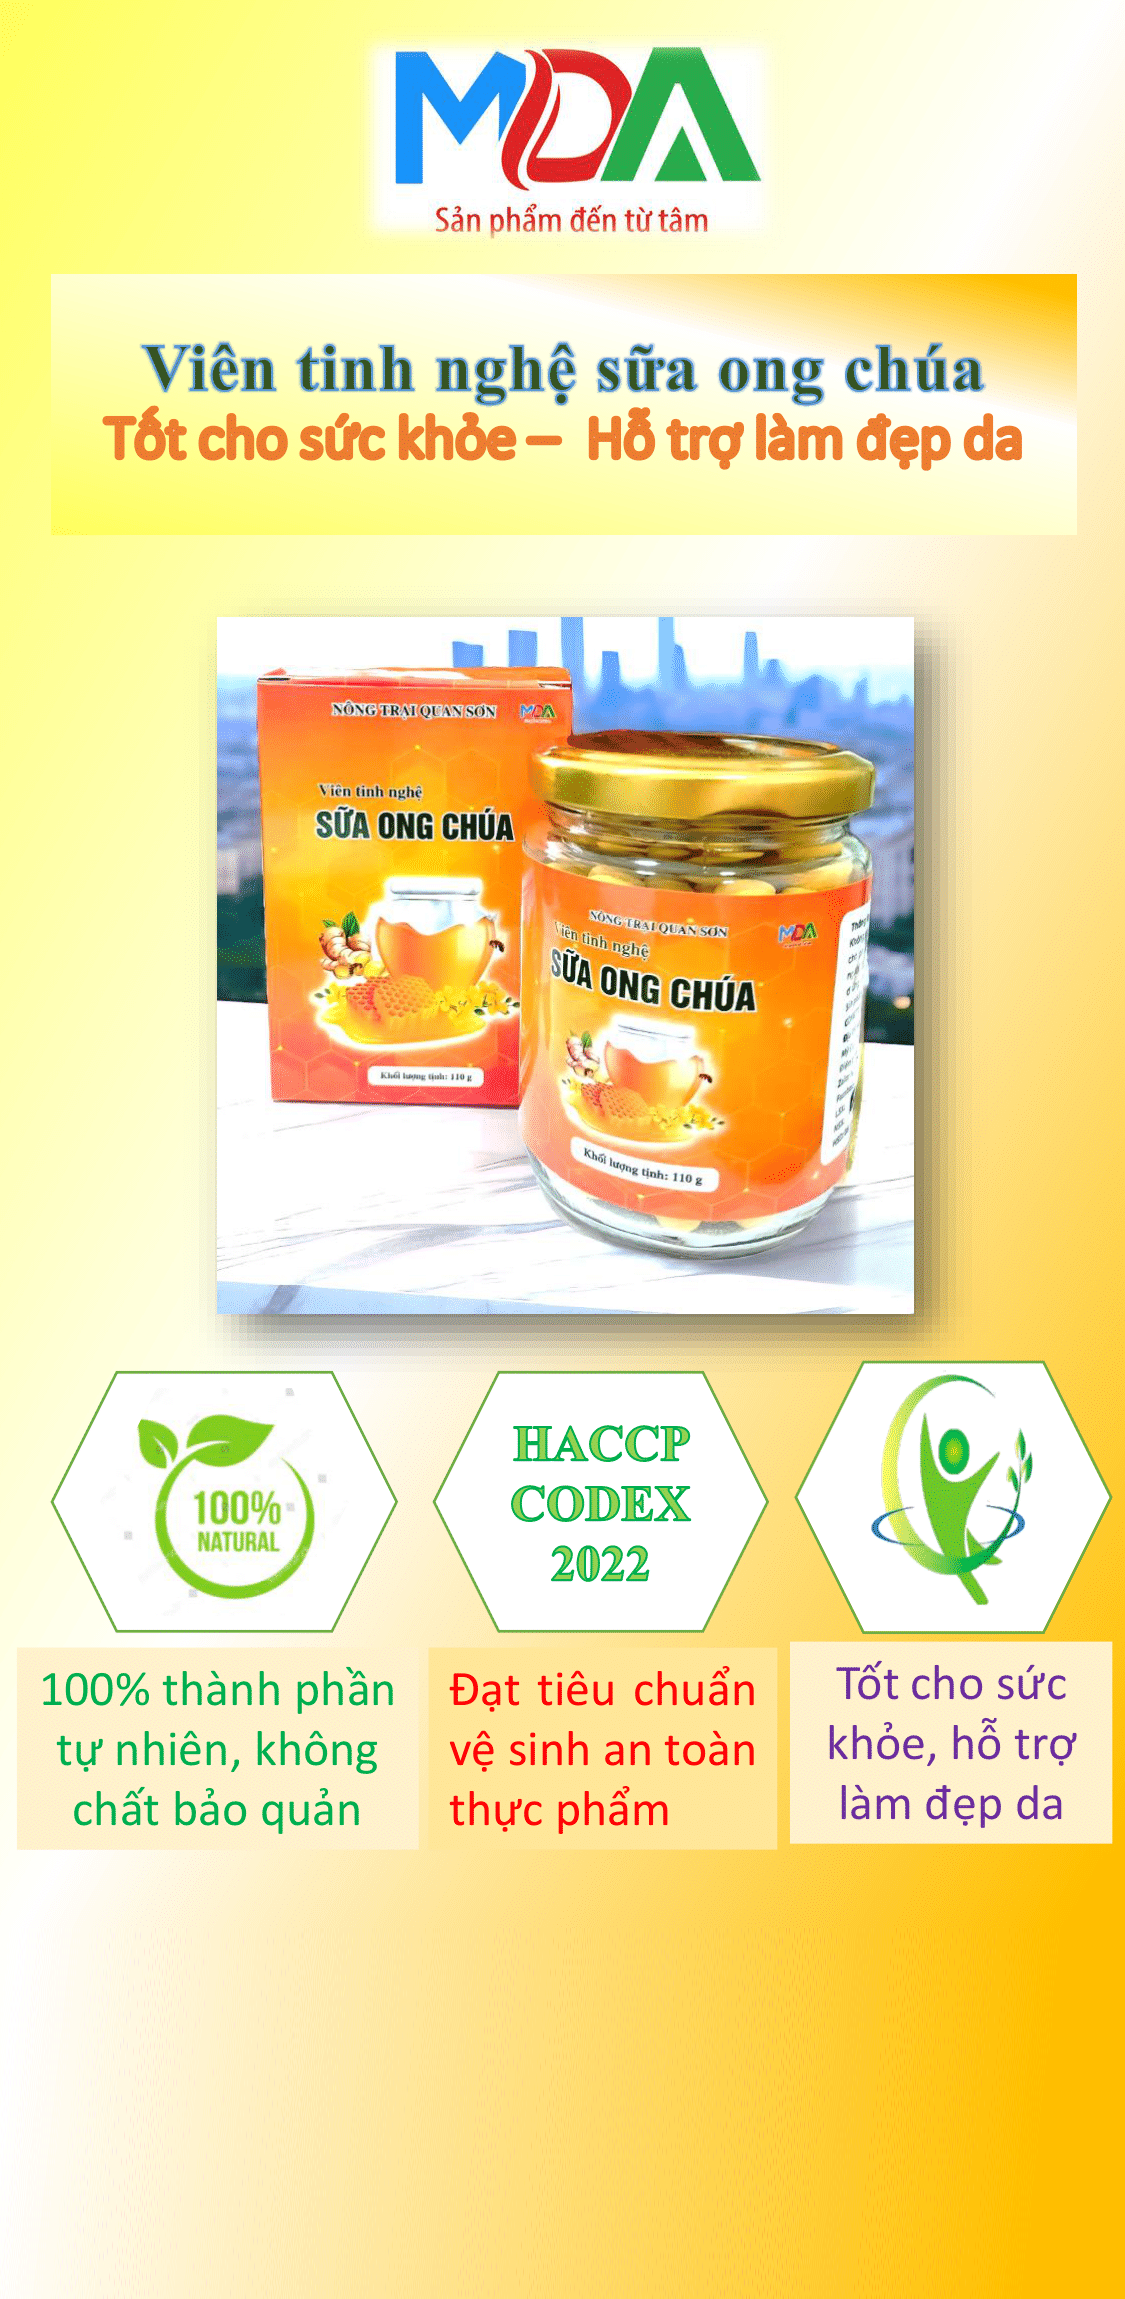 MDA
Sản phẩm đến từ tâm
Viên tinh nghệ sữa ong chúa
Tốt cho sức khỏe – Hỗ trợ làm đẹp da
NÔNG TRẠI QUAN SƠN MDA
Viên tinh nghệ
SỮA ONG CHÚA
Khối lượng tịnh: 110 g
NÔNG TRẠI QUAN SƠN MDA
Viên tinh nghệ
SỮA ONG CHÚA
Khối lượng tịnh: 110 g
100%
NATURAL
HACCP
CODEX
2022
100% thành phần
tự nhiên, không
chất bảo quản
Đạt tiêu chuẩn
vệ sinh an toàn
thực phẩm
Tốt cho sức
khỏe, hỗ trợ
làm đẹp da